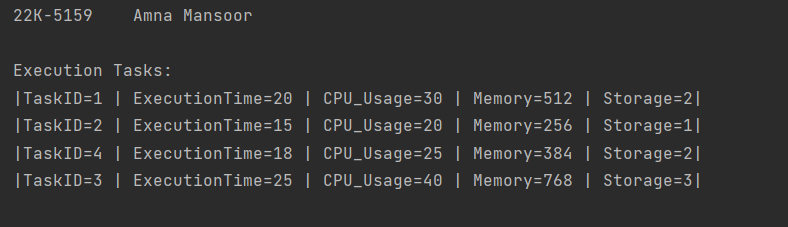 22K-5159    Amna Mansoor
Execution Tasks:
|TaskID=1 | ExecutionTime=20 | CPU_Usage=30 | Memory=512 | Storage=2|
|TaskID=2 | ExecutionTime=15 | CPU_Usage=20 | Memory=256 | Storage=1|
|TaskID=4 | ExecutionTime=18 | CPU_Usage=25 | Memory=384 | Storage=2|
|TaskID=3 | ExecutionTime=25 | CPU_Usage=40 | Memory=768 | Storage=3|